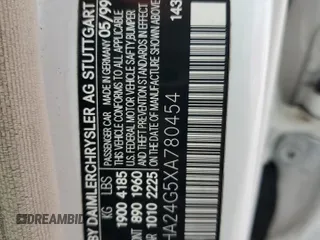 BY DAIMLERCHRYSLER AG STUTTGART
PASSENGER CAR MADE IN GERMANY 05/99
THIS VEHICLE CONFORMS TO ALL APPLICABLE
U.S. FEDERAL MOTOR VEHICLE SAFETY, BUMPER
AND THEFT PREVENTION STANDARDS IN EFFECT
ON THE DATE OF MANUFACTURE SHOWN ABOVE.
KG LBS
1900 4185
FRONT 890 1960
1010 2225
HA24G5XA780454
143
DREAMBID